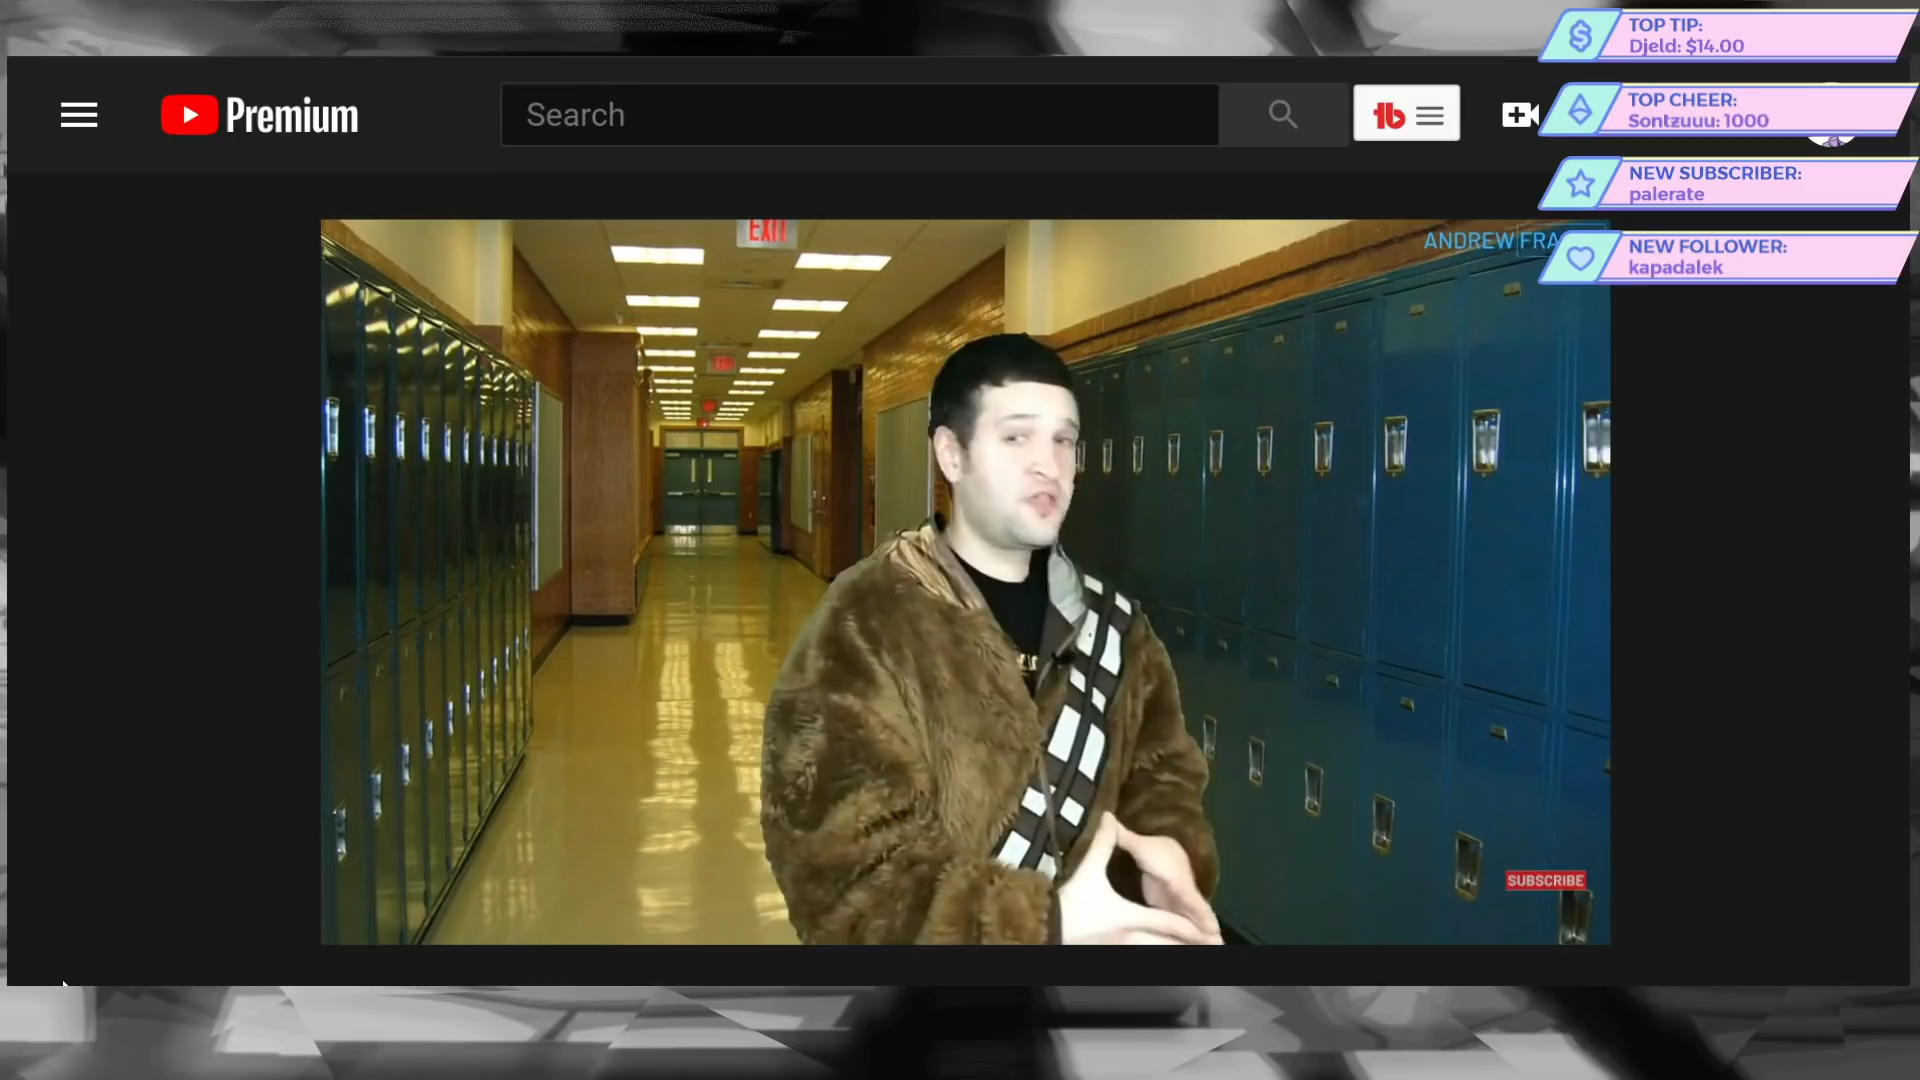 TOP TIP:
Djeld: $14.00
Premium
Search
TOP CHEER:
Sontzuuu: 1000
NEW SUBSCRIBER:
palerate
EXIT
ANDREW FRA
NEW FOLLOWER:
kapadalek
EXIT
SUBSCRIBE